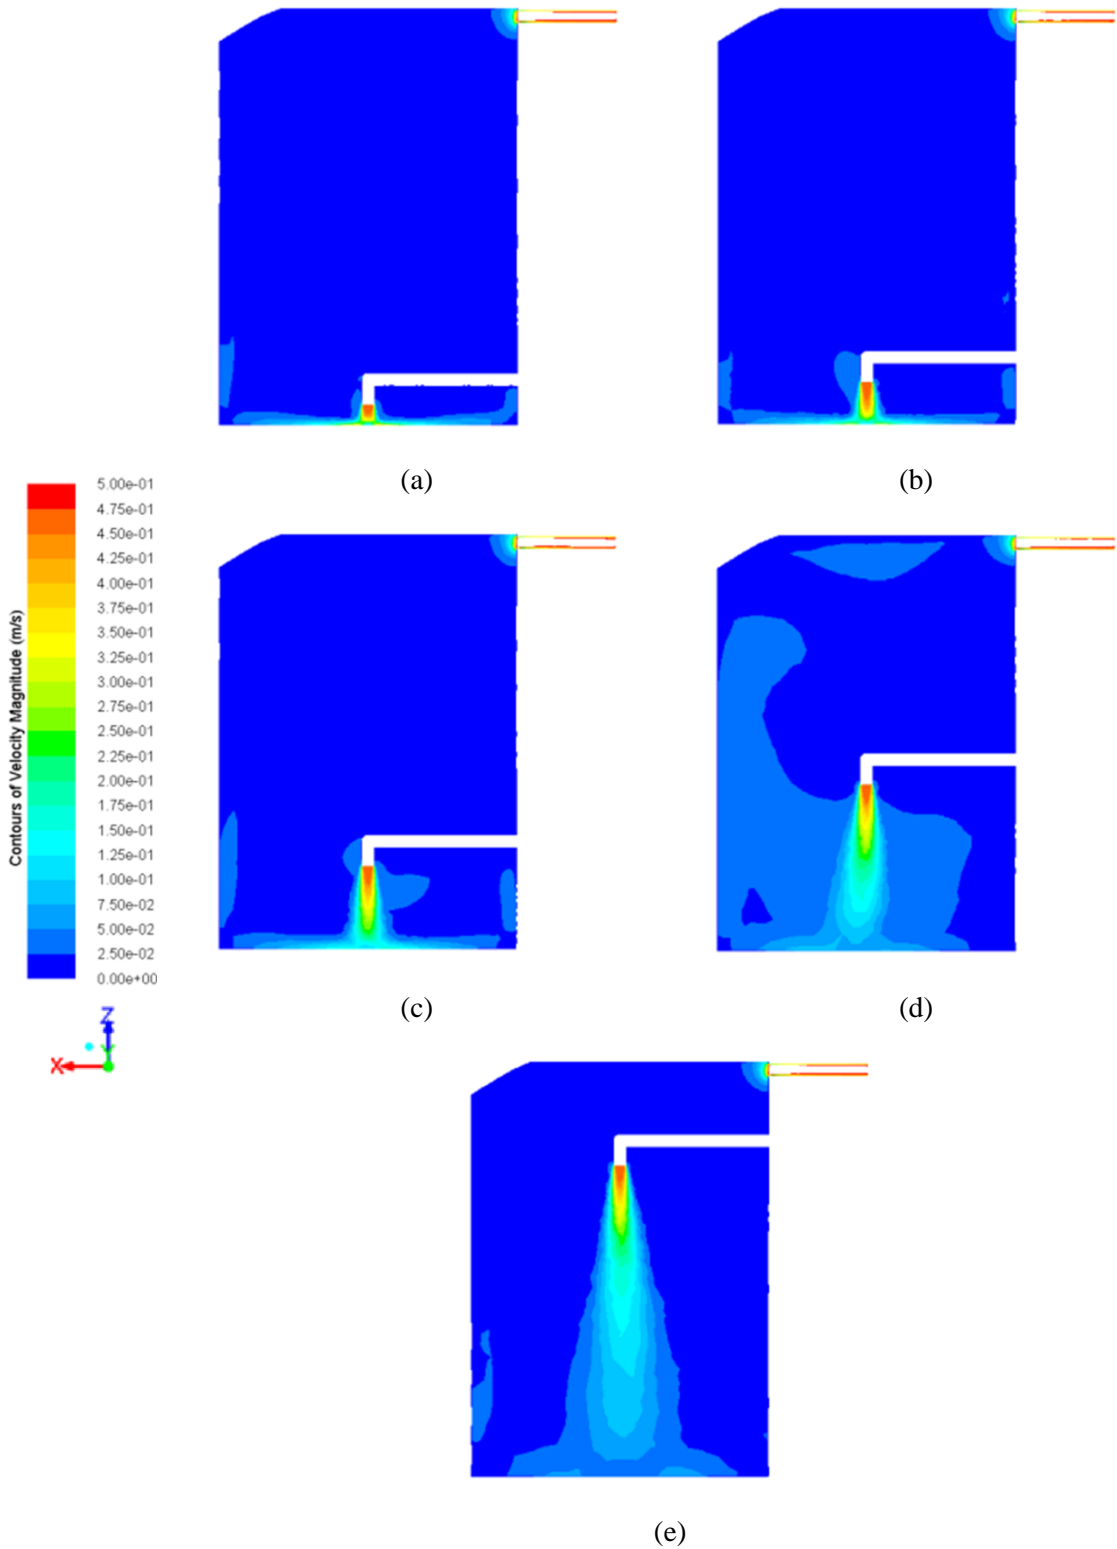 (a)
(b)
Contours of Velocity Magnitude (m/s)
5.00e-01
4.75e-01
4.50e-01
4.25e-01
4.00e-01
3.75e-01
3.50e-01
3.25e-01
3.00e-01
2.75e-01
2.50e-01
2.25e-01
2.00e-01
1.75e-01
1.50e-01
1.25e-01
1.00e-01
7.50e-02
5.00e-02
2.50e-02
0.00e+00
Z
Y
X
(c)
(d)
(e)